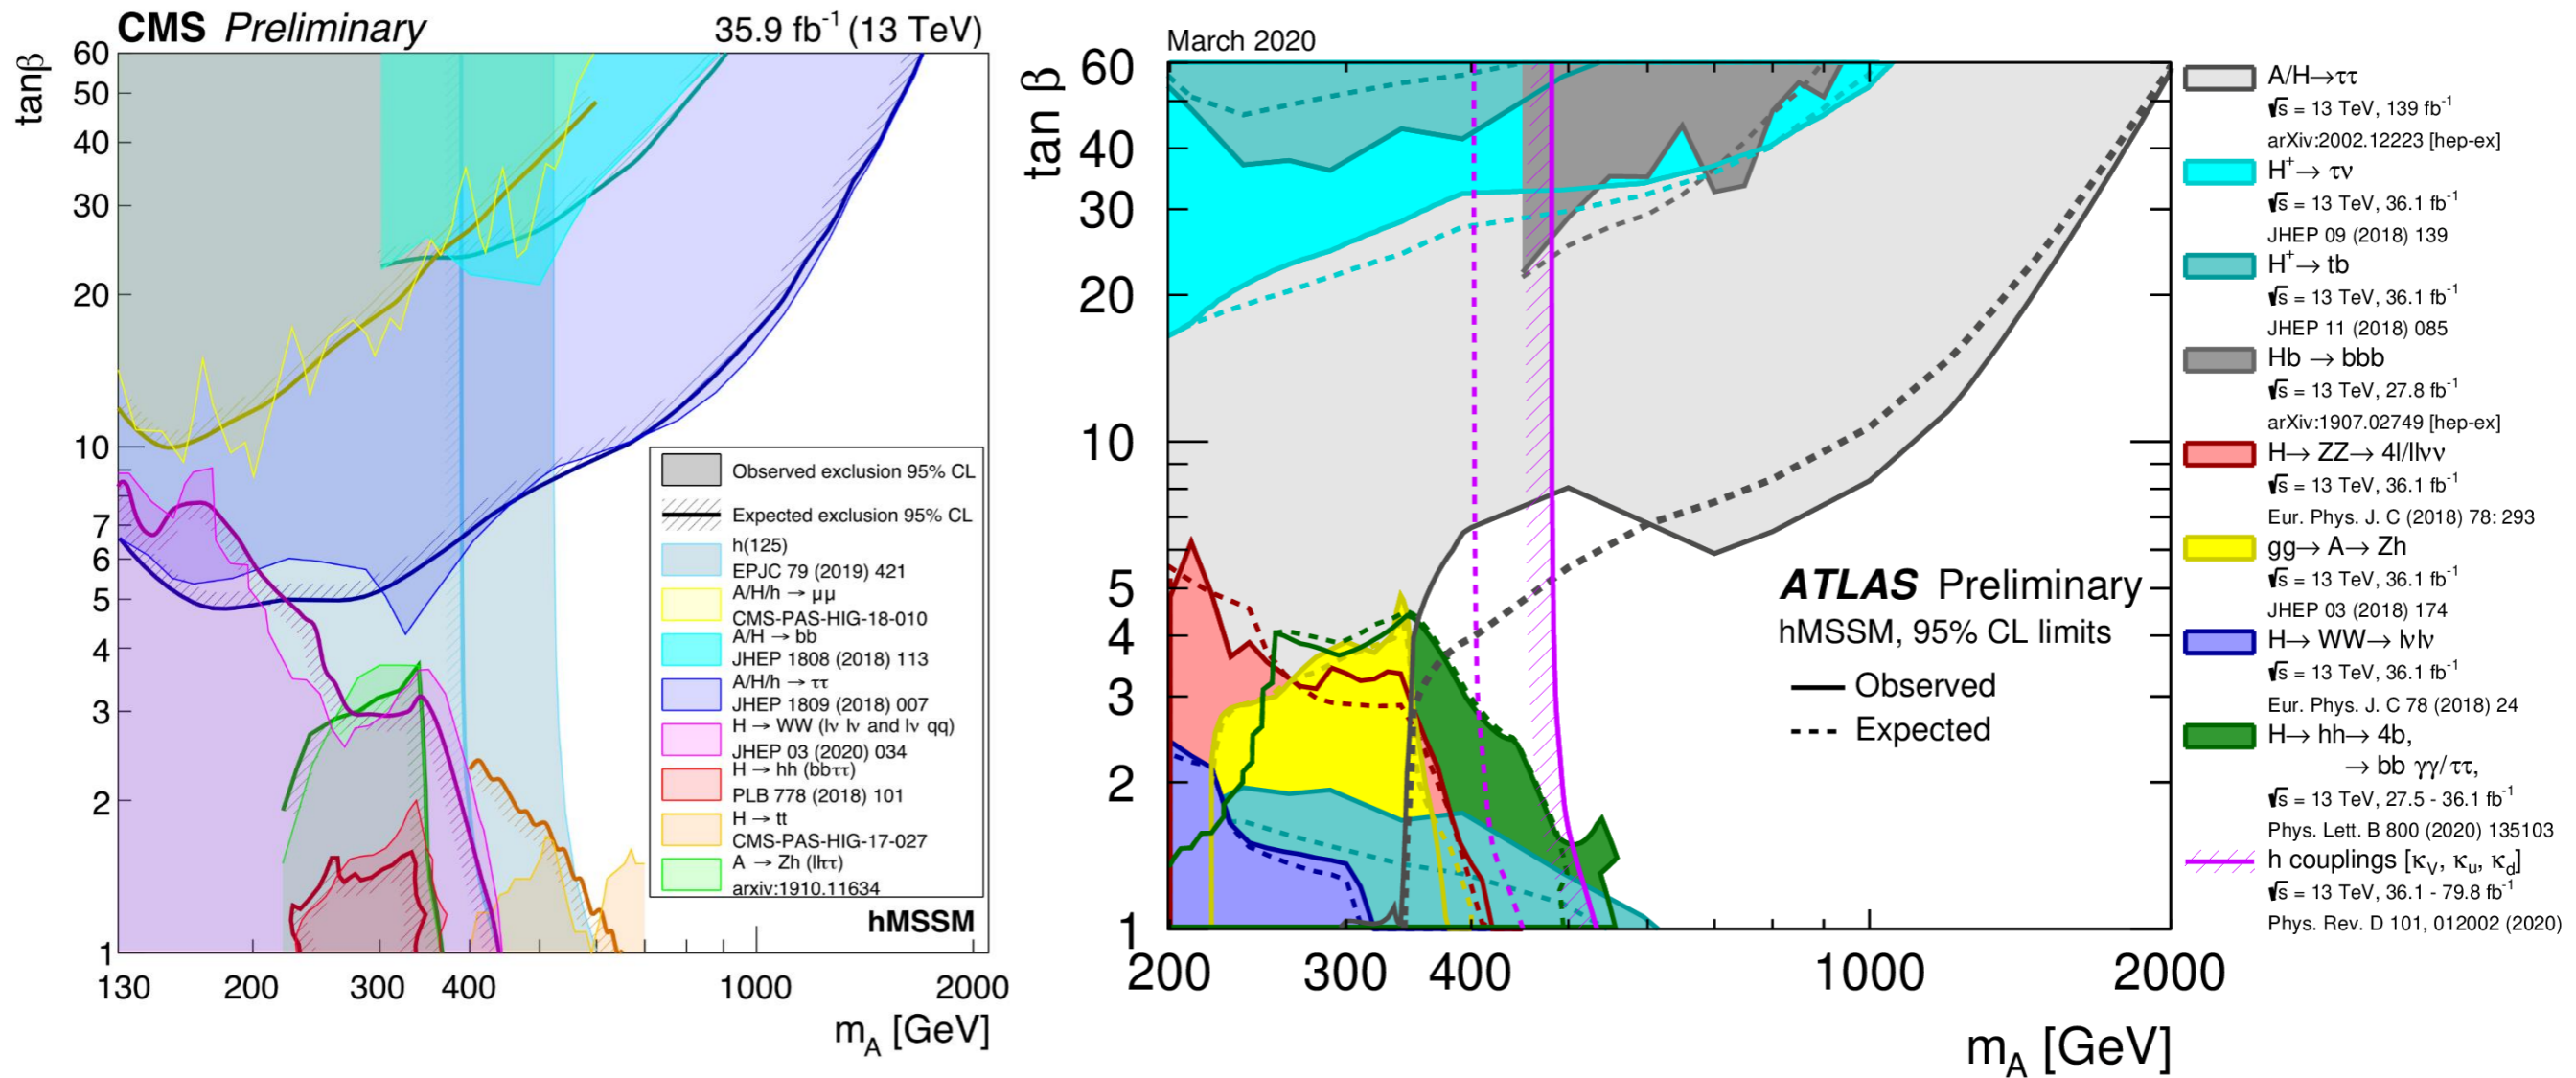 CMS Preliminary 35.9 fb⁻¹ (13 TeV)
tanβ
60
50
40
30
20
10
7
6
5
4
3
2
1
130 200 300 400 1000 2000
m_A [GeV]
Observed exclusion 95% CL
Expected exclusion 95% CL
h(125)
EPJC 79 (2019) 421
A/H/h → μμ
CMS-PAS-HIG-18-010
A/H → bb
JHEP 1808 (2018) 113
A/H/h → ττ
JHEP 1809 (2018) 007
H → WW (lν lν and lν qq)
JHEP 03 (2020) 034
H → hh (bbττ)
PLB 778 (2018) 101
H → tt
CMS-PAS-HIG-17-027
A → Zh (llττ)
arxiv:1910.11634
hMSSM
March 2020
tan β
60
40
30
20
10
5
4
3
2
1
200 300 400 1000 2000
m_A [GeV]
ATLAS Preliminary
hMSSM, 95% CL limits
Observed
Expected
A/H→ττ
√s = 13 TeV, 139 fb⁻¹
arXiv:2002.12223 [hep-ex]
H⁺→ τν
√s = 13 TeV, 36.1 fb⁻¹
JHEP 09 (2018) 139
H⁺→ tb
√s = 13 TeV, 36.1 fb⁻¹
JHEP 11 (2018) 085
Hb → bbb
√s = 13 TeV, 27.8 fb⁻¹
arXiv:1907.02749 [hep-ex]
H→ ZZ→ 4l/llνν
√s = 13 TeV, 36.1 fb⁻¹
Eur. Phys. J. C (2018) 78: 293
gg→ A→ Zh
√s = 13 TeV, 36.1 fb⁻¹
JHEP 03 (2018) 174
H→ WW→ lνlν
√s = 13 TeV, 36.1 fb⁻¹
Eur. Phys. J. C 78 (2018) 24
H→ hh→ 4b,
→ bb γγ/ττ,
√s = 13 TeV, 27.5 - 36.1 fb⁻¹
Phys. Lett. B 800 (2020) 135103
h couplings [κ_V, κ_u, κ_d]
√s = 13 TeV, 36.1 - 79.8 fb⁻¹
Phys. Rev. D 101, 012002 (2020)